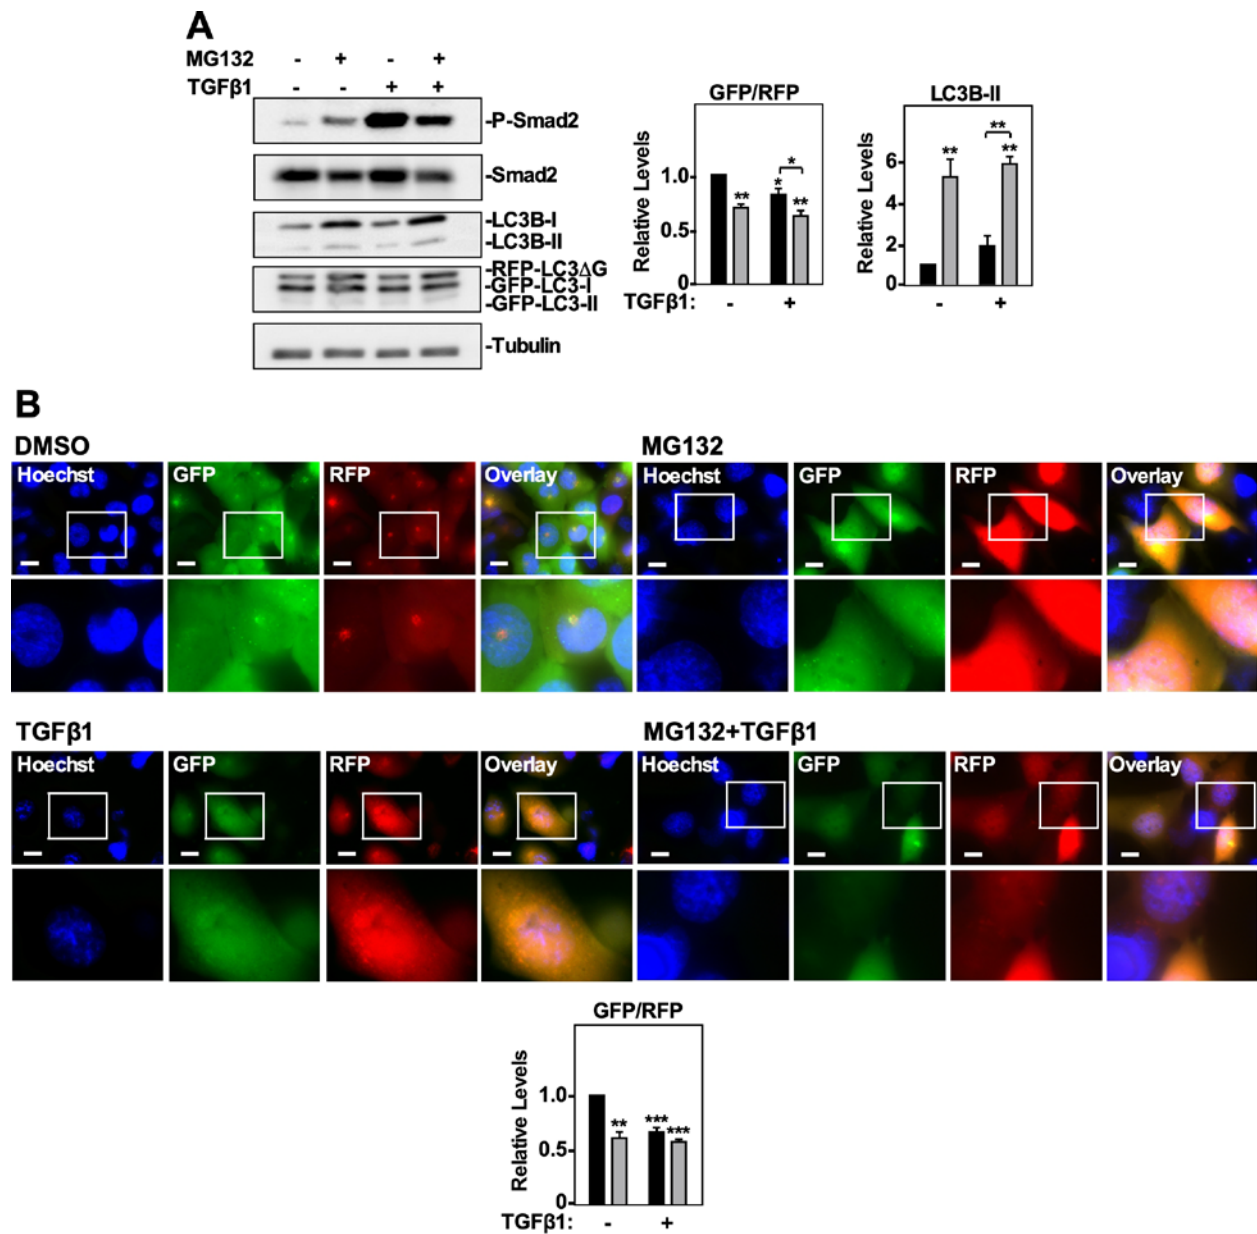 A
MG132 - + - +
TGFβ1 - - + +
-P-Smad2
-Smad2
-LC3B-I
-LC3B-II
-RFP-LC3ΔG
-GFP-LC3-I
-GFP-LC3-II
-Tubulin
GFP/RFP
Relative Levels
1.0
0.5
0
* ** * **
TGFβ1: - +
LC3B-II
Relative Levels
6
4
2
0
** ** **
- +
B
DMSO
Hoechst GFP RFP Overlay
MG132
Hoechst GFP RFP Overlay
TGFβ1
Hoechst GFP RFP Overlay
MG132+TGFβ1
Hoechst GFP RFP Overlay
GFP/RFP
Relative Levels
1.0
0.5
0
** *** ***
TGFβ1: - +